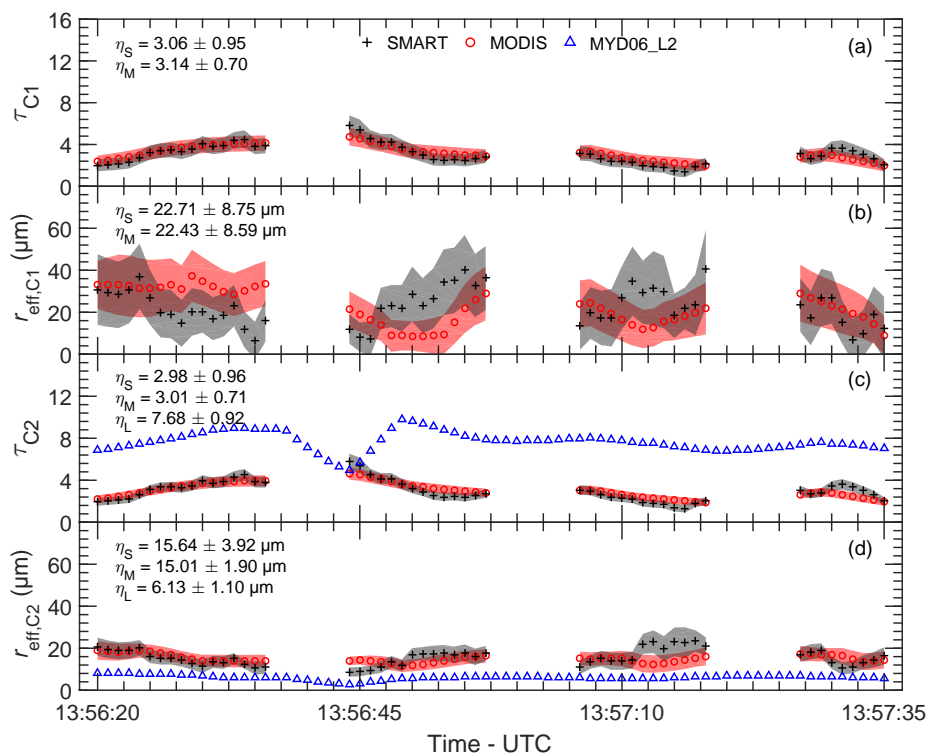 16
12
8
4
0
τC1
ηS = 3.06 ± 0.95
ηM = 3.14 ± 0.70
SMART
MODIS
MYD06_L2
(a)
60
40
20
0
reff,C1 (μm)
ηS = 22.71 ± 8.75 μm
ηM = 22.43 ± 8.59 μm
(b)
12
8
4
0
τC2
ηS = 2.98 ± 0.96
ηM = 3.01 ± 0.71
ηL = 7.68 ± 0.92
(c)
60
40
20
0
reff,C2 (μm)
ηS = 15.64 ± 3.92 μm
ηM = 15.01 ± 1.90 μm
ηL = 6.13 ± 1.10 μm
(d)
13:56:20
13:56:45
13:57:10
13:57:35
Time - UTC